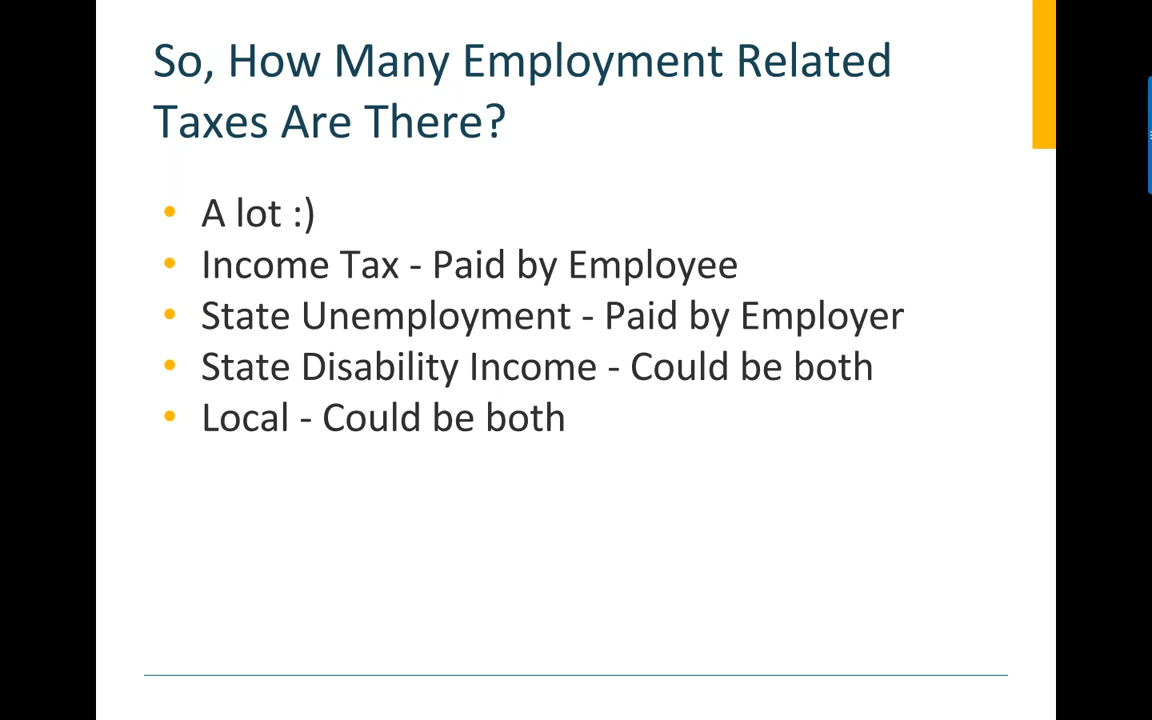 So, How Many Employment Related
Taxes Are There?
• A lot :)
• Income Tax - Paid by Employee
• State Unemployment - Paid by Employer
• State Disability Income - Could be both
• Local - Could be both